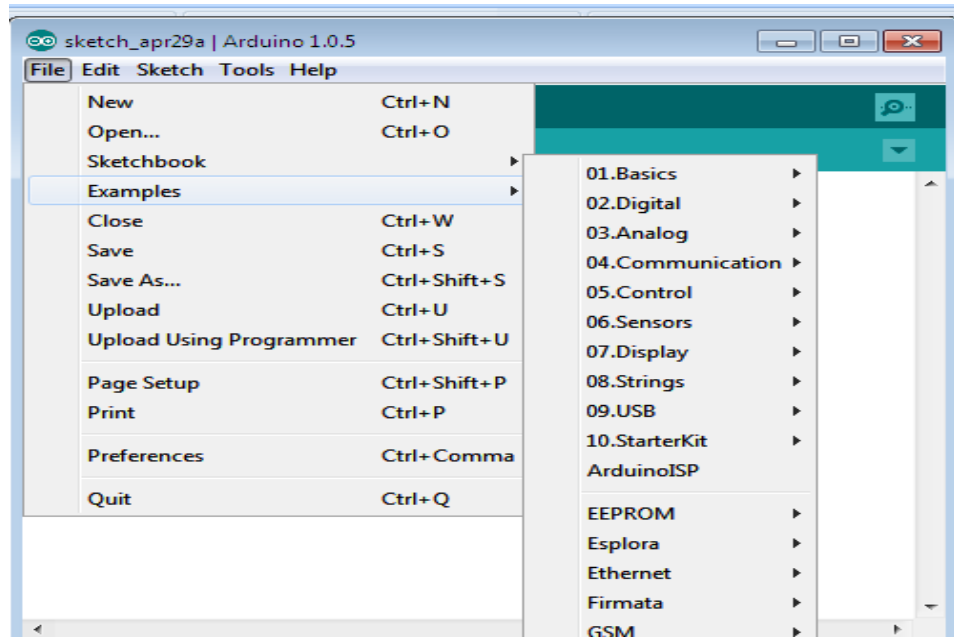 sketch_apr29a | Arduino 1.0.5
File Edit Sketch Tools Help
New Ctrl+N
Open... Ctrl+O
Sketchbook
Examples
Close Ctrl+W
Save Ctrl+S
Save As... Ctrl+Shift+S
Upload Ctrl+U
Upload Using Programmer Ctrl+Shift+U
Page Setup Ctrl+Shift+P
Print Ctrl+P
Preferences Ctrl+Comma
Quit Ctrl+Q
01.Basics
02.Digital
03.Analog
04.Communication
05.Control
06.Sensors
07.Display
08.Strings
09.USB
10.StarterKit
ArduinoISP
EEPROM
Esplora
Ethernet
Firmata
GSM